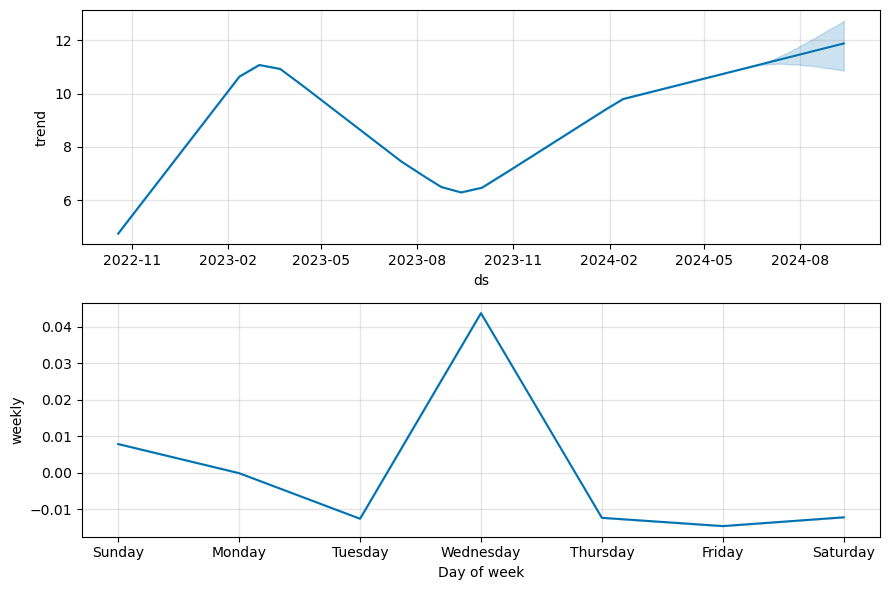 12
10
8
6
trend
2022-11 2023-02 2023-05 2023-08 2023-11 2024-02 2024-05 2024-08
ds
0.04
0.03
0.02
0.01
0.00
−0.01
weekly
Sunday Monday Tuesday Wednesday Thursday Friday Saturday
Day of week